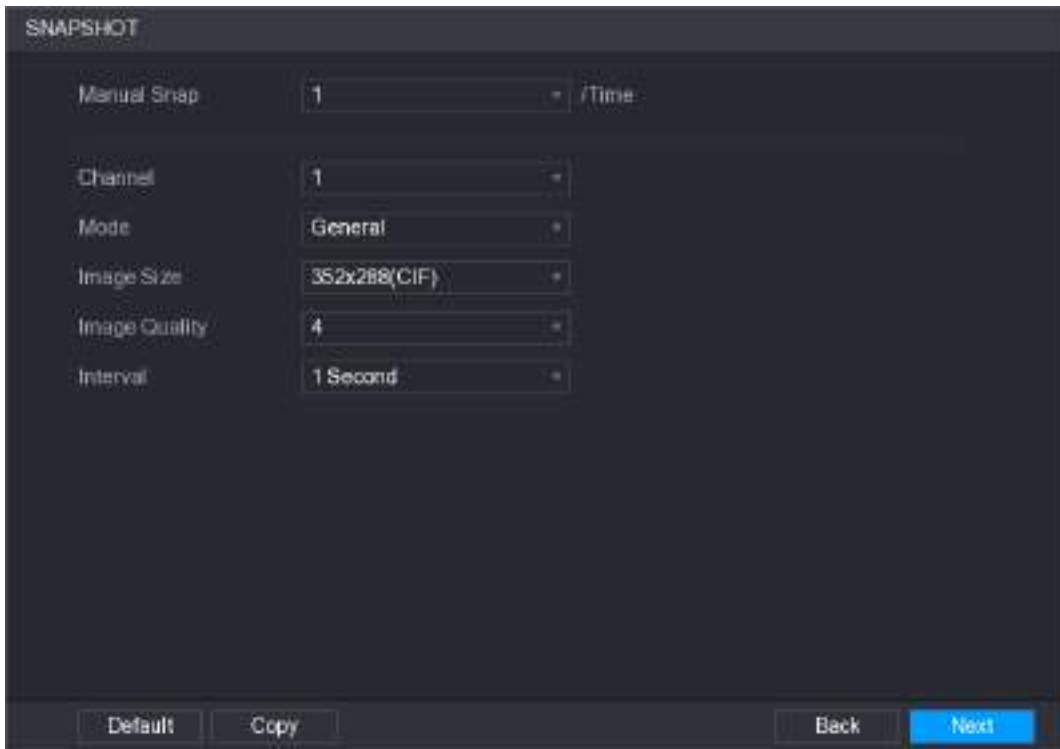 SNAPSHOT
Manual Snap 1 /Time
Channel 1
Mode General
Image Size 352x288(CIF)
Image Quality 4
Interval 1 Second
Default Copy Back Next